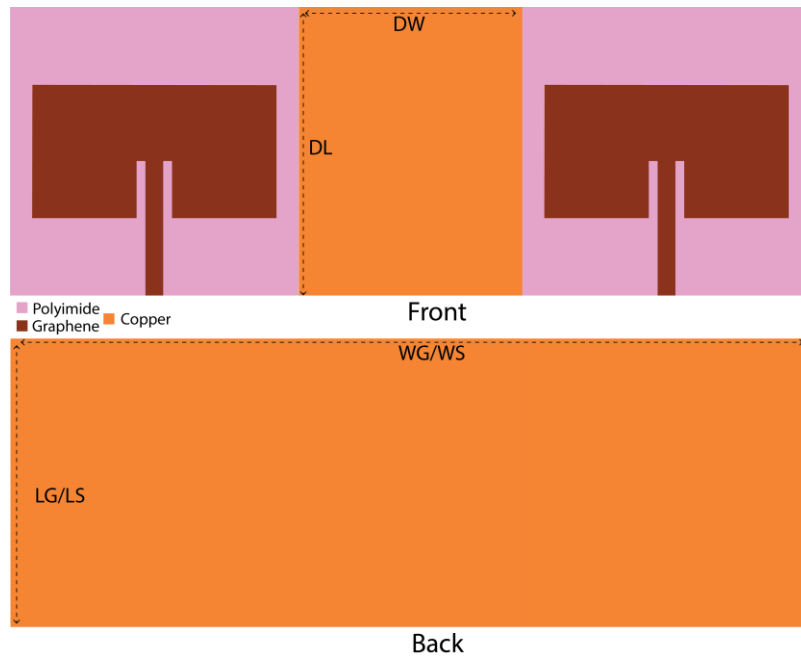 DW
DL
Polyimide
Graphene
Copper
Front
WG/WS
LG/LS
Back